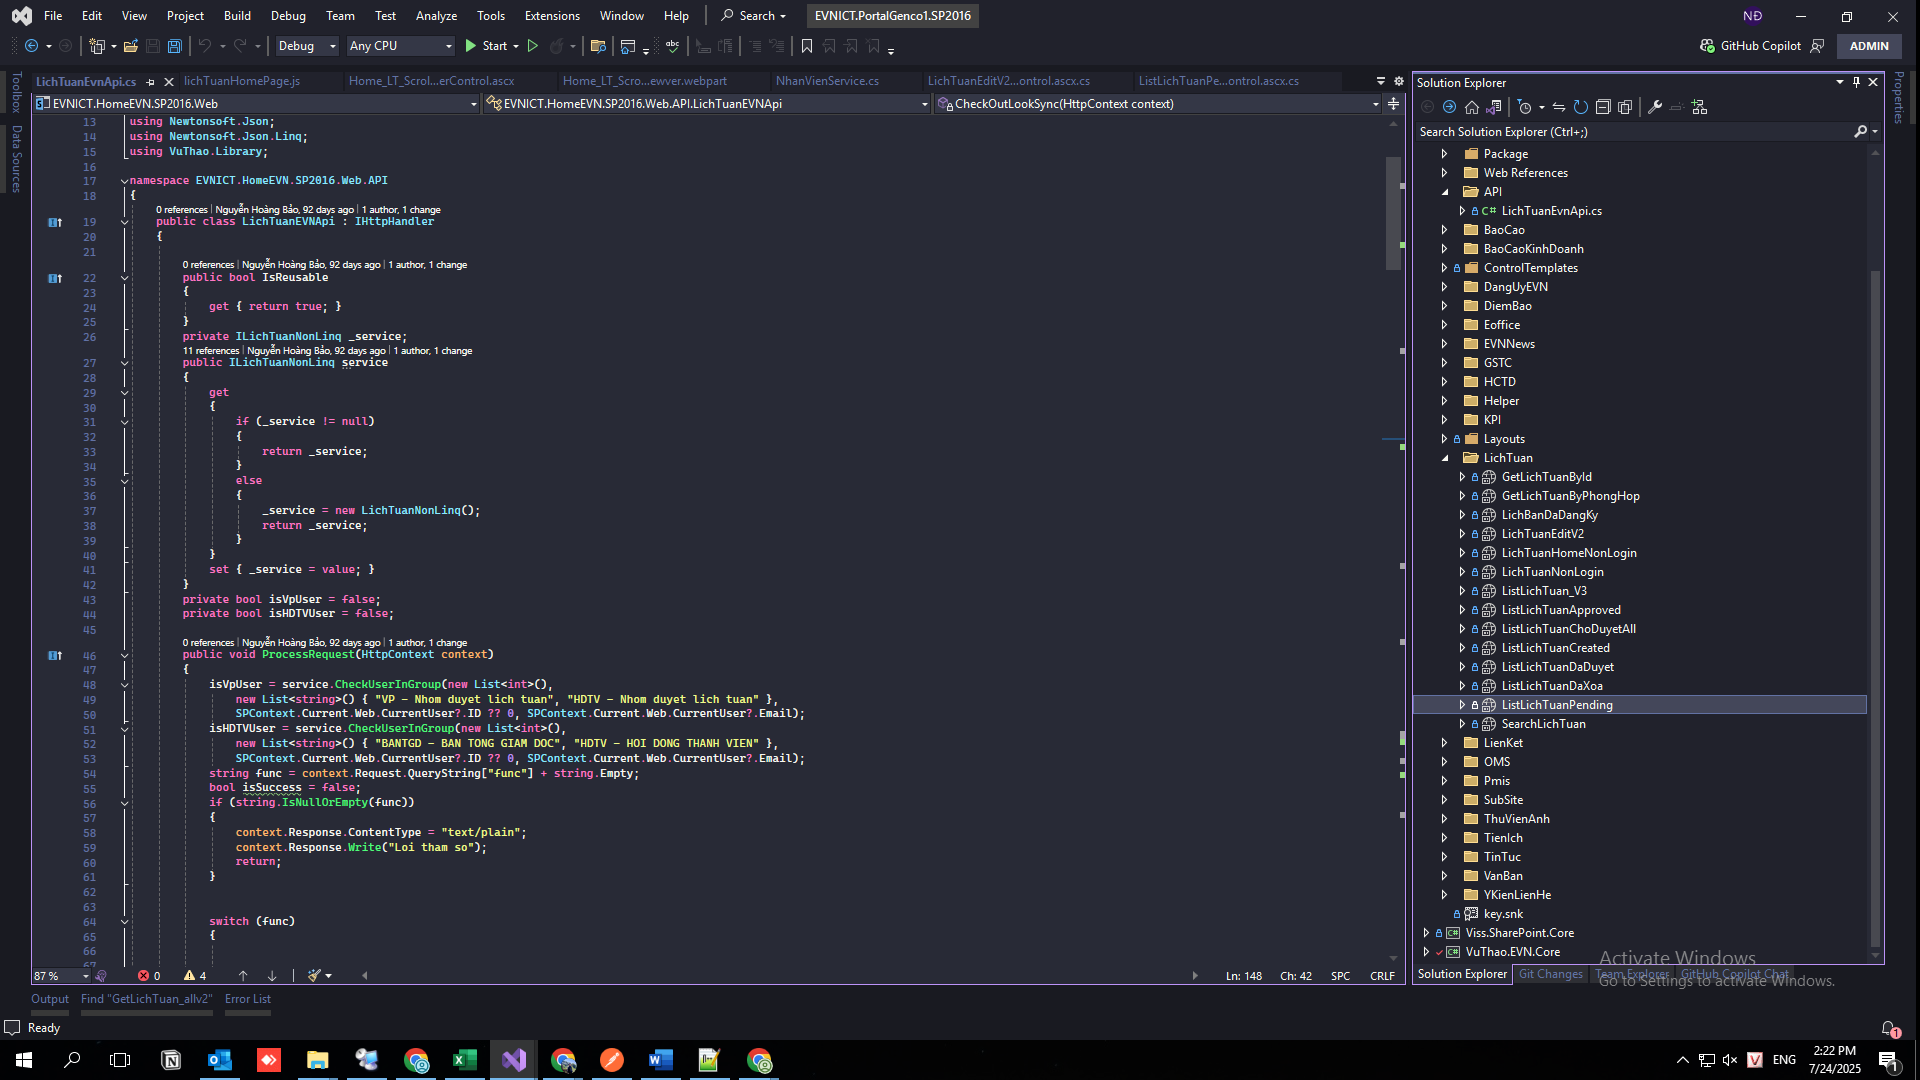 File Edit View Project Build Debug Team Test Analyze Tools Extensions Window Help Search EVNICT.PortalGenco1.SP2016 NĐ
Debug Any CPU Start GitHub Copilot ADMIN
LichTuanEvnApi.cs lichTuanHomePage.js Home_LT_Scrol...erControl.ascx Home_LT_Scro...ewver.webpart NhanVienService.cs LichTuanEditV2...ontrol.ascx.cs ListLichTuanPe...ontrol.ascx.cs
EVNICT.HomeEVN.SP2016.Web EVNICT.HomeEVN.SP2016.Web.API.LichTuanEVNApi CheckOutLookSync(HttpContext context)
Toolbox
Data Sources
13 using Newtonsoft.Json;
14 using Newtonsoft.Json.Linq;
15 using VuThao.Library;
16
17 namespace EVNICT.HomeEVN.SP2016.Web.API
18 {
0 references | Nguyễn Hoàng Bảo, 92 days ago | 1 author, 1 change
19 public class LichTuanEVNApi : IHttpHandler
20 {
21
0 references | Nguyễn Hoàng Bảo, 92 days ago | 1 author, 1 change
22 public bool IsReusable
23 {
24 get { return true; }
25 }
26 private ILichTuanNonLinq _service;
11 references | Nguyễn Hoàng Bảo, 92 days ago | 1 author, 1 change
27 public ILichTuanNonLinq service
28 {
29 get
30 {
31 if (_service != null)
32 {
33 return _service;
34 }
35 else
36 {
37 _service = new LichTuanNonLinq();
38 return _service;
39 }
40 }
41 set { _service = value; }
42 }
43 private bool isVpUser = false;
44 private bool isHDTVUser = false;
45
0 references | Nguyễn Hoàng Bảo, 92 days ago | 1 author, 1 change
46 public void ProcessRequest(HttpContext context)
47 {
48 isVpUser = service.CheckUserInGroup(new List<int>(),
49 new List<string>() { "VP - Nhom duyet lich tuan", "HDTV - Nhom duyet lich tuan" },
50 SPContext.Current.Web.CurrentUser?.ID ?? 0, SPContext.Current.Web.CurrentUser?.Email);
51 isHDTVUser = service.CheckUserInGroup(new List<int>(),
52 new List<string>() { "BANTGD - BAN TONG GIAM DOC", "HDTV - HOI DONG THANH VIEN" },
53 SPContext.Current.Web.CurrentUser?.ID ?? 0, SPContext.Current.Web.CurrentUser?.Email);
54 string func = context.Request.QueryString["func"] + string.Empty;
55 bool isSuccess = false;
56 if (string.IsNullOrEmpty(func))
57 {
58 context.Response.ContentType = "text/plain";
59 context.Response.Write("Loi tham so");
60 return;
61 }
62
63
64 switch (func)
65 {
66
67
87 % 0 4 Ln: 148 Ch: 42 SPC CRLF
Output Find "GetLichTuan_allv2" Error List
Ready
Solution Explorer
Search Solution Explorer (Ctrl+;)
Package
Web References
API
C# LichTuanEvnApi.cs
BaoCao
BaoCaoKinhDoanh
ControlTemplates
DangUyEVN
DiemBao
Eoffice
EVNNews
GSTC
HCTD
Helper
KPI
Layouts
LichTuan
GetLichTuanById
GetLichTuanByPhongHop
LichBanDaDangKy
LichTuanEditV2
LichTuanHomeNonLogin
LichTuanNonLogin
ListLichTuan_V3
ListLichTuanApproved
ListLichTuanChoDuyetAll
ListLichTuanCreated
ListLichTuanDaDuyet
ListLichTuanDaXoa
ListLichTuanPending
SearchLichTuan
LienKet
OMS
Pmis
SubSite
ThuVienAnh
TienIch
TinTuc
VanBan
YKienLienHe
key.snk
C# Viss.SharePoint.Core
C# VuThao.EVN.Core
Solution Explorer Git Changes Team Explorer GitHub Copilot Chat
Properties
Activate Windows
Go to Settings to activate Windows.
1
ENG
2:22 PM
7/24/2025
1